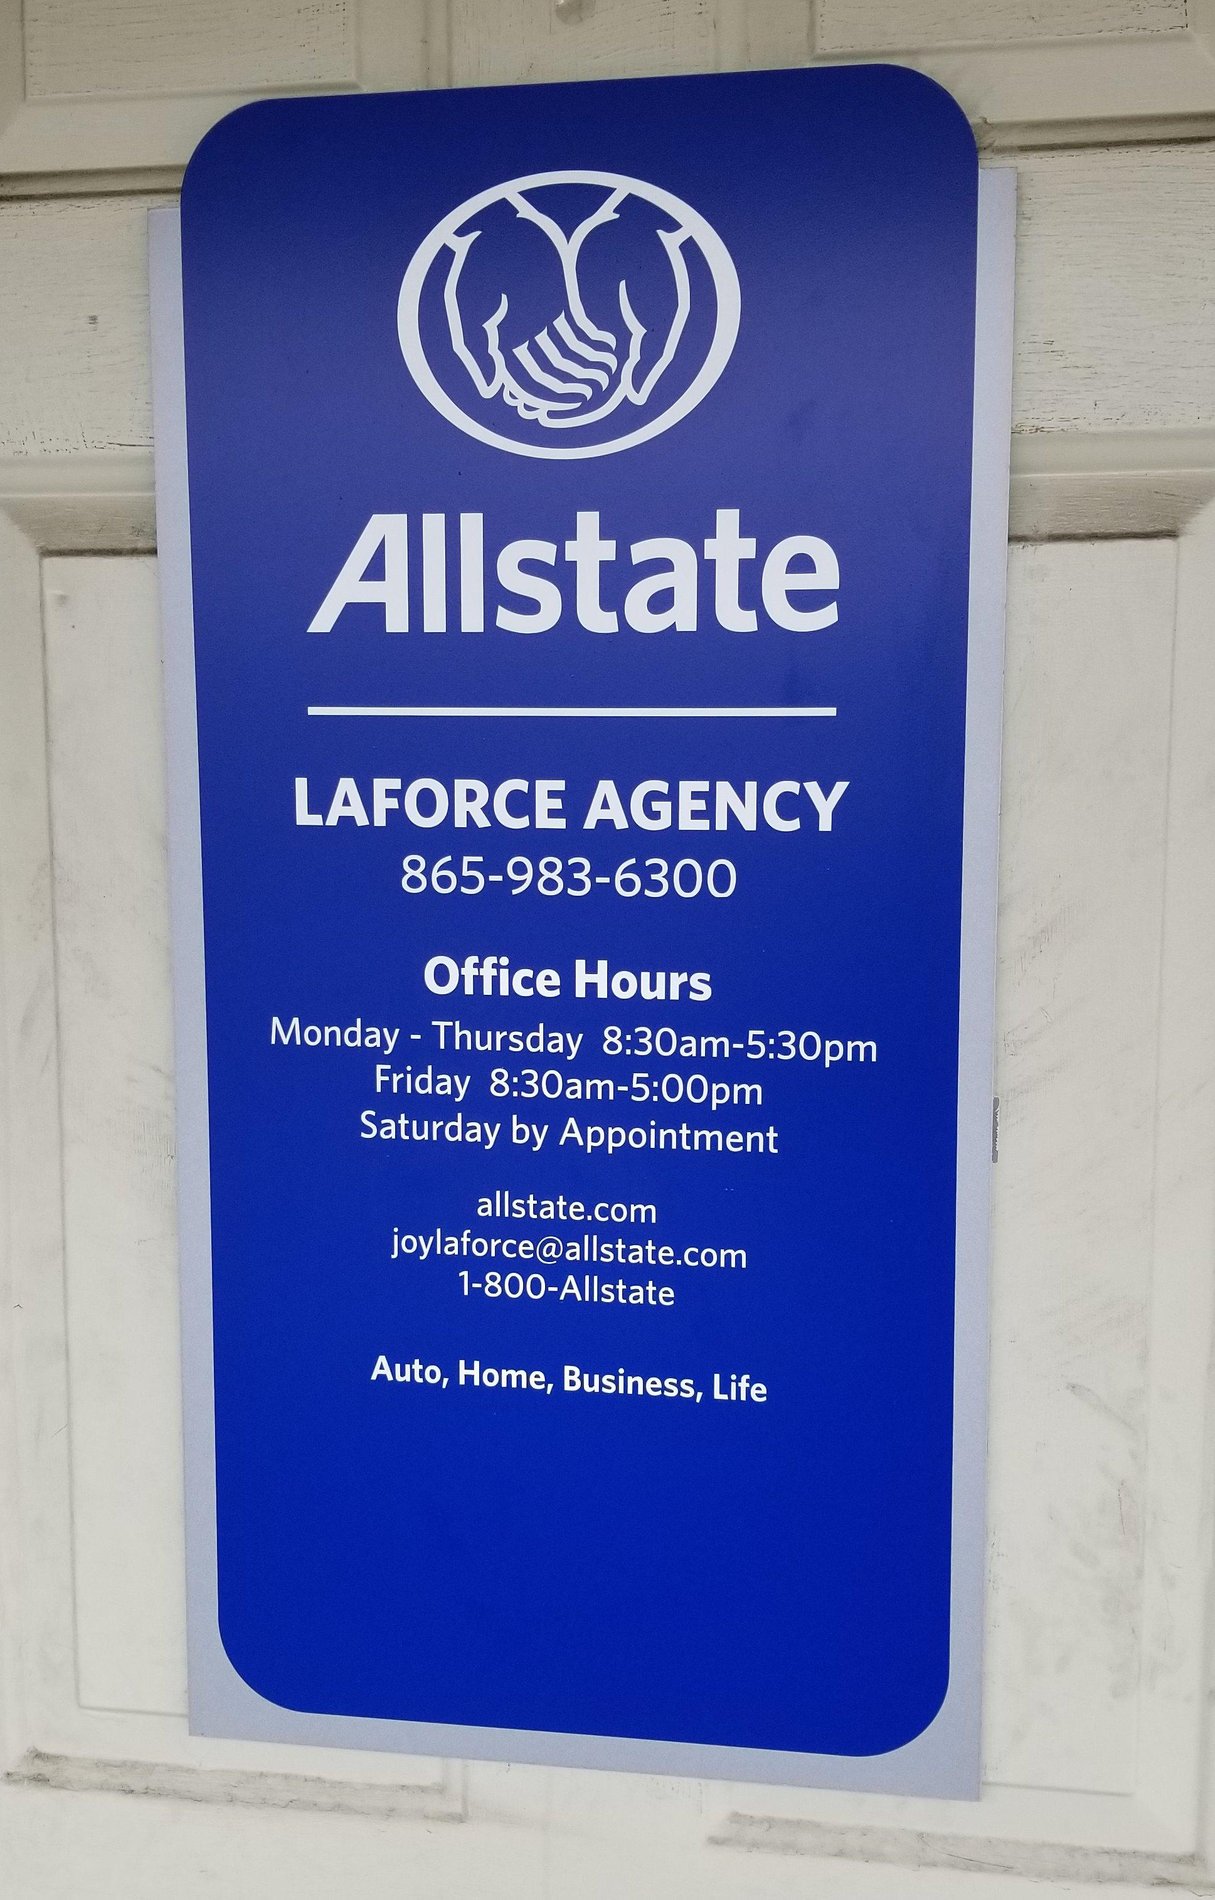 Allstate
LAFORCE AGENCY
865-983-6300
Office Hours
Monday - Thursday 8:30am-5:30pm
Friday 8:30am-5:00pm
Saturday by Appointment
allstate.com
joylaforce@allstate.com
1-800-Allstate
Auto, Home, Business, Life